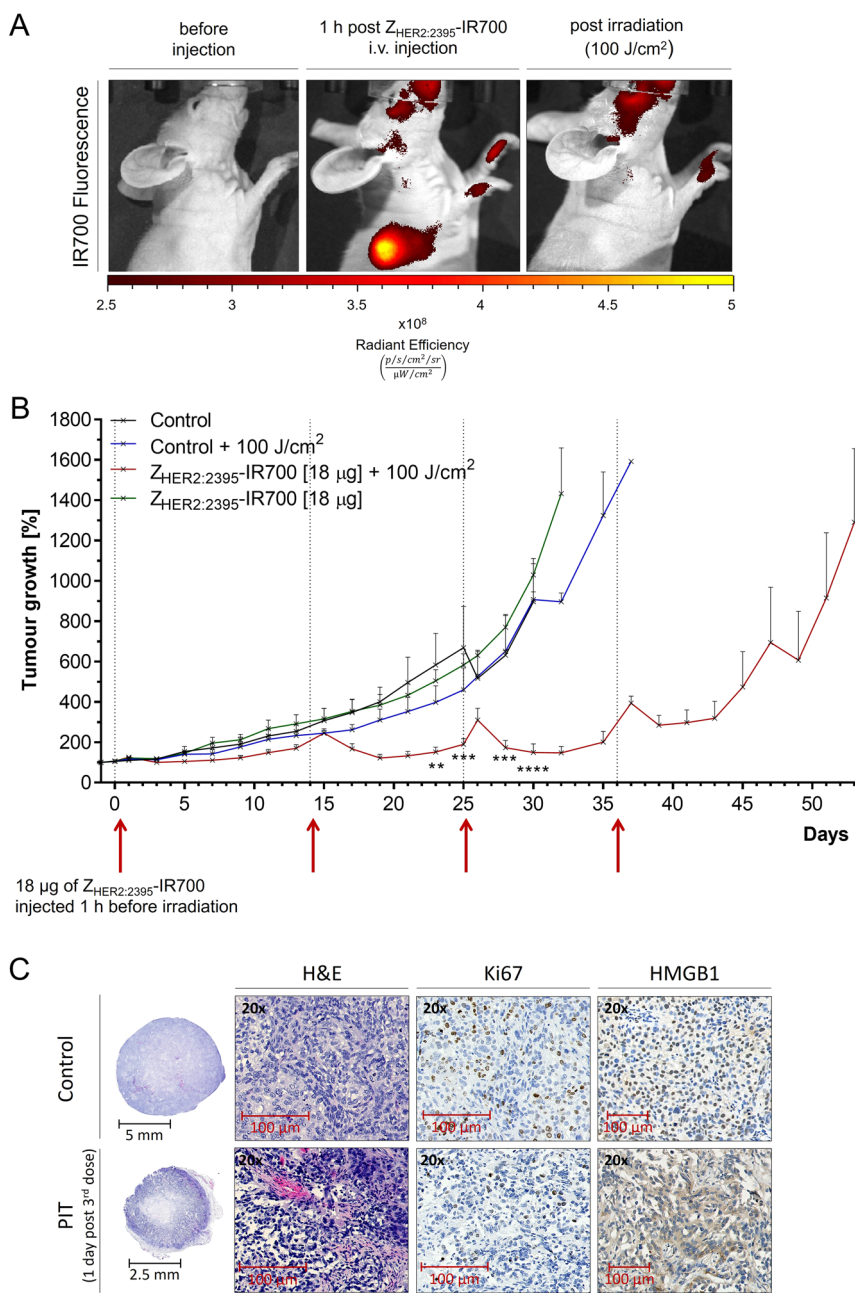 A
before
injection
1 h post Z_HER2:2395-IR700
i.v. injection
post irradiation
(100 J/cm²)
IR700 Fluorescence
2.5 3 3.6 4 4.5 5
x10⁸
Radiant Efficiency
(p/s/cm²/sr / µW/cm²)
B
Control
Control + 100 J/cm²
Z_HER2:2395-IR700 [18 µg] + 100 J/cm²
Z_HER2:2395-IR700 [18 µg]
Tumour growth [%]
1800
1600
1400
1200
1000
800
600
400
200
0
** *** *** ****
0 5 10 15 20 25 30 35 40 45 50
Days
18 µg of Z_HER2:2395-IR700
injected 1 h before irradiation
C
H&E Ki67 HMGB1
Control
20x 20x 20x
5 mm
100 µm 100 µm 100 µm
PIT
(1 day post 3rd dose)
20x 20x 20x
2.5 mm
100 µm 100 µm 100 µm